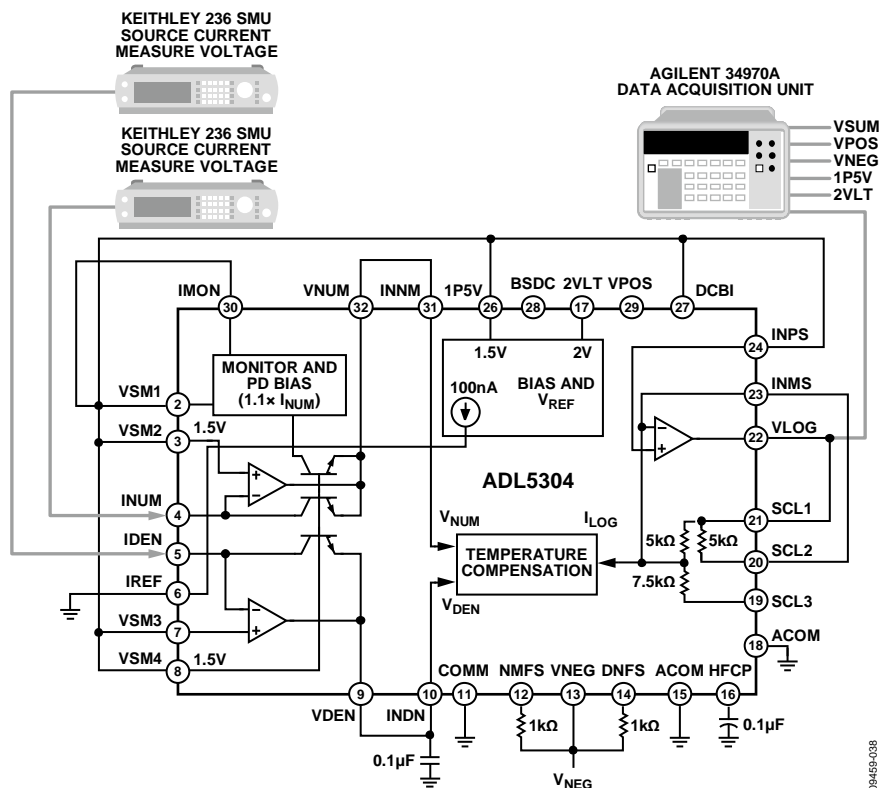 KEITHLEY 236 SMU
SOURCE CURRENT
MEASURE VOLTAGE
KEITHLEY 236 SMU
SOURCE CURRENT
MEASURE VOLTAGE
AGILENT 34970A
DATA ACQUISITION UNIT
VSUM
VPOS
VNEG
1P5V
2VLT
IMON
30
VNUM
32
INNM
31
1P5V
26
BSDC
28
2VLT
17
VPOS
29
DCBI
27
INPS
24
INMS
23
VLOG
22
SCL1
21
SCL2
20
SCL3
19
ACOM
18
VSM1
2
VSM2
3
1.5V
INUM
4
IDEN
5
IREF
6
VSM3
7
VSM4
8
1.5V
MONITOR AND
PD BIAS
(1.1× INUM)
1.5V
2V
100nA
BIAS AND
VREF
ADL5304
VNUM
ILOG
TEMPERATURE
COMPENSATION
VDEN
5kΩ
5kΩ
7.5kΩ
+
–
–
+
–
+
VDEN
9
INDN
10
COMM
11
NMFS
12
VNEG
13
DNFS
14
ACOM
15
HFCP
16
1kΩ
1kΩ
0.1µF
0.1µF
VNEG
09459-038